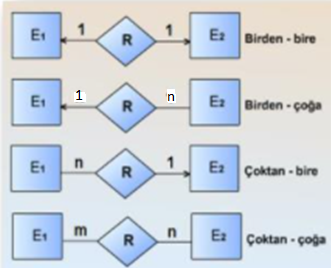 E1 1 R 1 E2 Birden - bire
E1 1 R n E2 Birden - çoğa
E1 n R 1 E2 Çoktan - bire
E1 m R n E2 Çoktan - çoğa